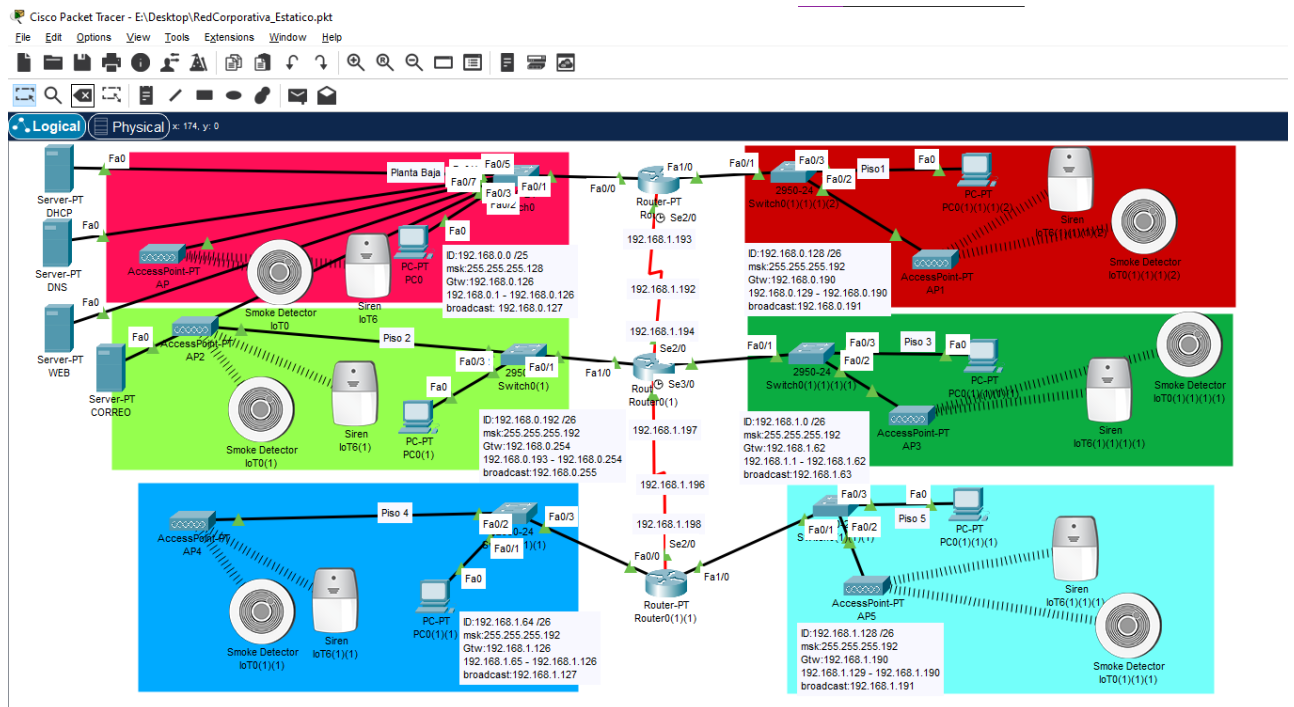 Cisco Packet Tracer - E:\Desktop\RedCorporativa_Estatico.pkt
File Edit Options View Tools Extensions Window Help
Logical Physical x: 174, y: 0
Fa0
Server-PT
DHCP
Fa0
Server-PT
DNS
Fa0
Server-PT
WEB
Fa0
Server-PT
CORREO
Planta Baja
Fa0/5
Fa0/7
Fa0/1
Fa0/3
Fa0/2
AccessPoint-PT
AP
Smoke Detector
IoT0
Siren
IoT6
Fa0
PC-PT
PC0
ID:192.168.0.0 /25
msk:255.255.255.128
Gtw:192.168.0.126
192.168.0.1 - 192.168.0.126
broadcast: 192.168.0.127
Fa0/0
Fa1/0
Router-PT
Se2/0
192.168.1.193
192.168.1.192
192.168.1.194
Se2/0
Fa1/0
Se3/0
Router0(1)
192.168.1.197
192.168.1.196
192.168.1.198
Se2/0
Fa0/0
Fa1/0
Router-PT
Router0(1)(1)
Fa0/1
Fa0/3
Piso1
Fa0
Fa0/2
2950-24
Switch0(1)(1)(1)(2)
PC-PT
PC0(1)(1)(1)(2)
Siren
Smoke Detector
IoT0(1)(1)(1)(2)
AccessPoint-PT
AP1
ID:192.168.0.128 /26
msk:255.255.255.192
Gtw:192.168.0.190
192.168.0.129 - 192.168.0.190
broadcast: 192.168.0.191
AccessPoint-PT
AP2
Piso 2
Fa0/3
Fa0/1
Switch0(1)
Fa0
PC-PT
PC0(1)
Siren
IoT6(1)
Smoke Detector
IoT0(1)
ID:192.168.0.192 /26
msk:255.255.255.192
Gtw:192.168.0.254
192.168.0.193 - 192.168.0.254
broadcast:192.168.0.255
Fa0/1
Fa0/3
Piso 3
Fa0
Fa0/2
2950-24
Switch0(1)(1)(1)(1)
PC-PT
PC0(1)(1)(1)(1)
AccessPoint-PT
AP3
Siren
IoT6(1)(1)(1)(1)
Smoke Detector
IoT0(1)(1)(1)(1)
ID:192.168.1.0 /26
msk:255.255.255.192
Gtw:192.168.1.62
192.168.1.1 - 192.168.1.62
broadcast:192.168.1.63
AccessPoint-PT
AP4
Piso 4
Fa0/2
Fa0/3
Fa0/1
Fa0
PC-PT
PC0(1)(1)
Siren
IoT6(1)(1)
Smoke Detector
IoT0(1)(1)
ID:192.168.1.64 /26
msk:255.255.255.192
Gtw:192.168.1.126
192.168.1.65 - 192.168.1.126
broadcast:192.168.1.127
Fa0/3
Fa0
Fa0/1
Fa0/2
Piso 5
PC-PT
PC0(1)(1)(1)
AccessPoint-PT
AP5
Siren
IoT6(1)(1)(1)
Smoke Detector
IoT0(1)(1)(1)
ID:192.168.1.128 /26
msk:255.255.255.192
Gtw:192.168.1.190
192.168.1.129 - 192.168.1.190
broadcast:192.168.1.191